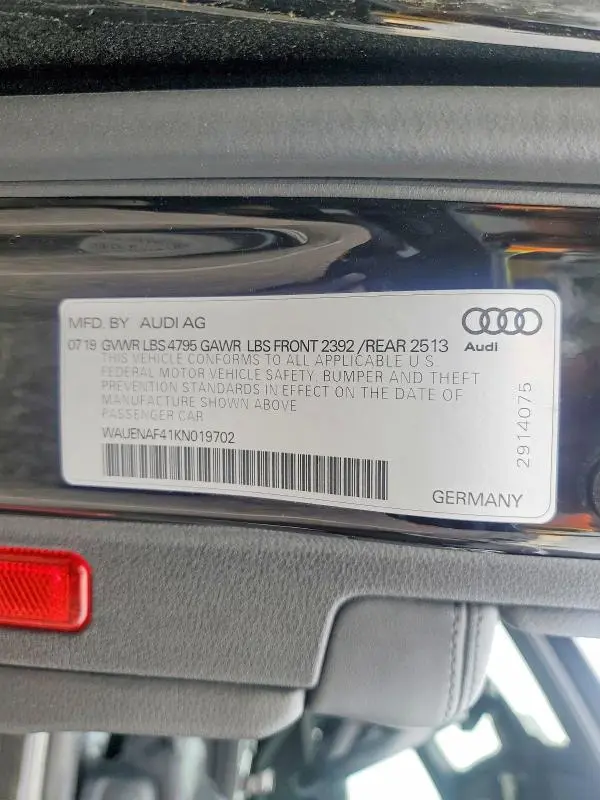 MFD. BY AUDI AG
0719 GVWR LBS 4795 GAWR LBS FRONT 2392 /REAR 2513
Audi
THIS VEHICLE CONFORMS TO ALL APPLICABLE U.S.
FEDERAL MOTOR VEHICLE SAFETY, BUMPER AND THEFT
PREVENTION STANDARDS IN EFFECT ON THE DATE OF
MANUFACTURE SHOWN ABOVE
PASSENGER CAR
WAUENAF41KN019702
2914075
GERMANY